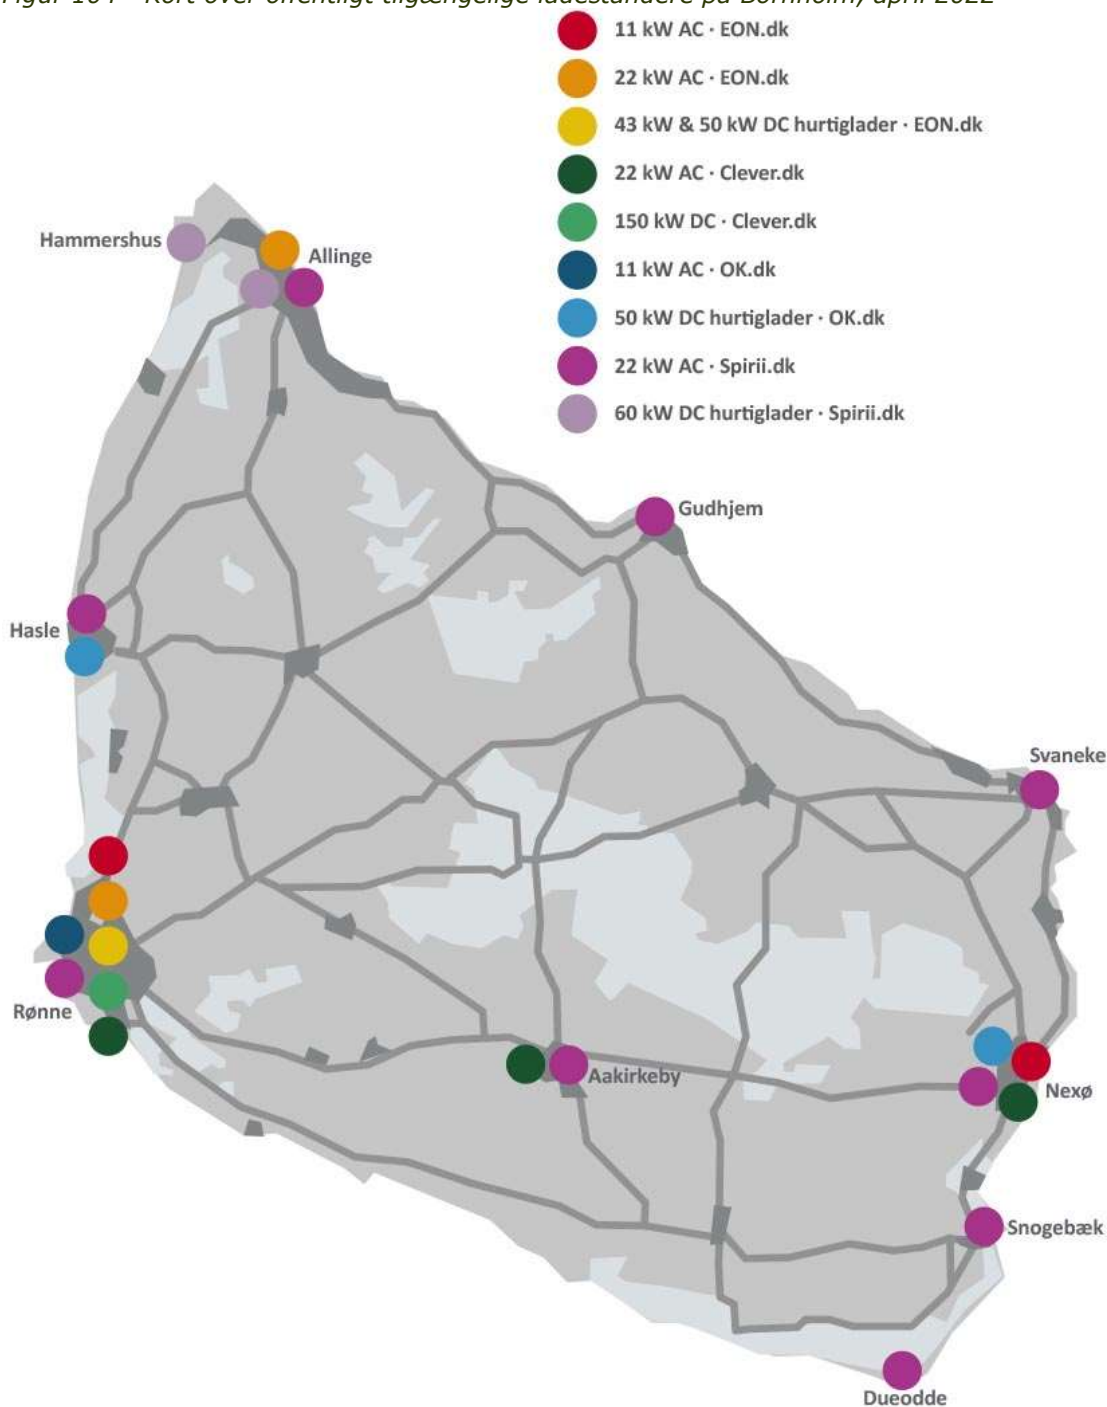 11 kW AC · EON.dk
22 kW AC · EON.dk
43 kW & 50 kW DC hurtiglader · EON.dk
22 kW AC · Clever.dk
150 kW DC · Clever.dk
11 kW AC · OK.dk
50 kW DC hurtiglader · OK.dk
22 kW AC · Spirii.dk
60 kW DC hurtiglader · Spirii.dk
Hammershus
Allinge
Gudhjem
Hasle
Svaneke
Rønne
Aakirkeby
Nexø
Snogebæk
Dueodde